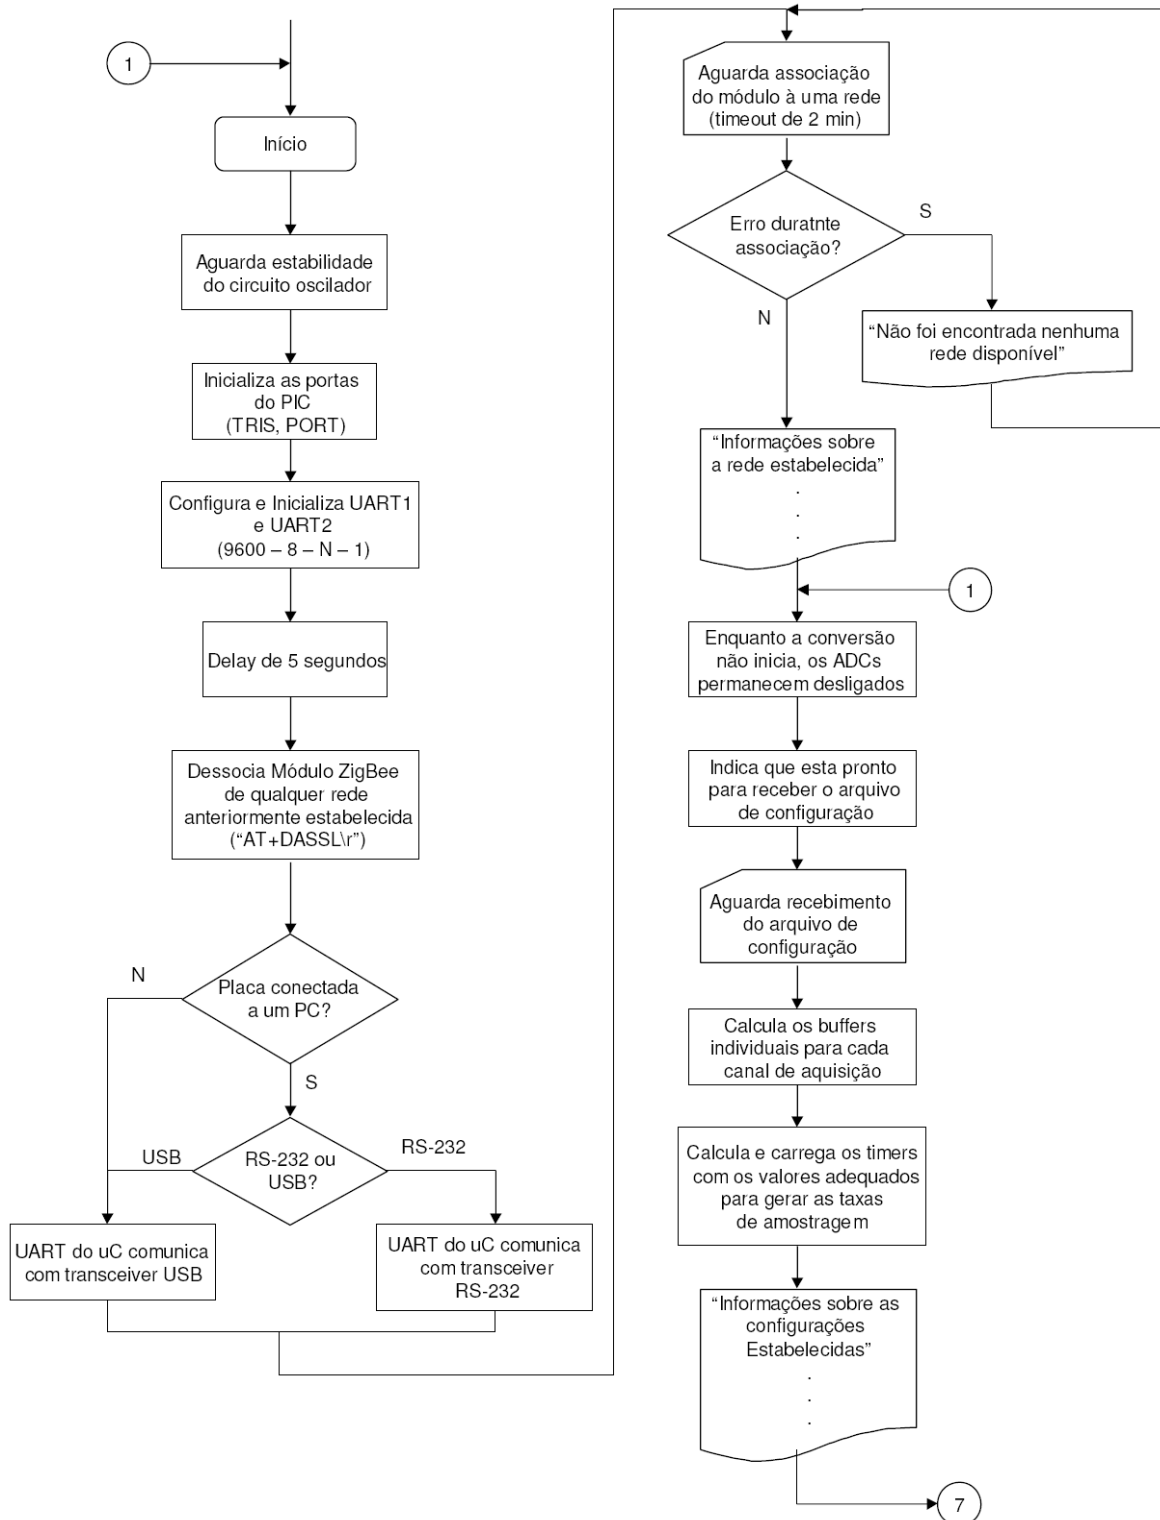 1
Início
Aguarda estabilidade
do circuito oscilador
Inicializa as portas
do PIC
(TRIS, PORT)
Configura e Inicializa UART1
e UART2
(9600 – 8 – N – 1)
Delay de 5 segundos
Dessocia Módulo ZigBee
de qualquer rede
anteriormente estabelecida
(“AT+DASSL\r”)
N
Placa conectada
a um PC?
S
USB
RS-232 ou
USB?
RS-232
UART do uC comunica
com transceiver USB
UART do uC comunica
com transceiver
RS-232
Aguarda associação
do módulo à uma rede
(timeout de 2 min)
Erro duratnte
associação?
S
N
“Não foi encontrada nenhuma
rede disponível”
“Informações sobre
a rede estabelecida”
.
.
.
1
Enquanto a conversão
não inicia, os ADCs
permanecem desligados
Indica que esta pronto
para receber o arquivo
de configuração
Aguarda recebimento
do arquivo de
configuração
Calcula os buffers
individuais para cada
canal de aquisição
Calcula e carrega os timers
com os valores adequados
para gerar as taxas
de amostragem
“Informações sobre as
configurações
Estabelecidas”
.
.
.
7